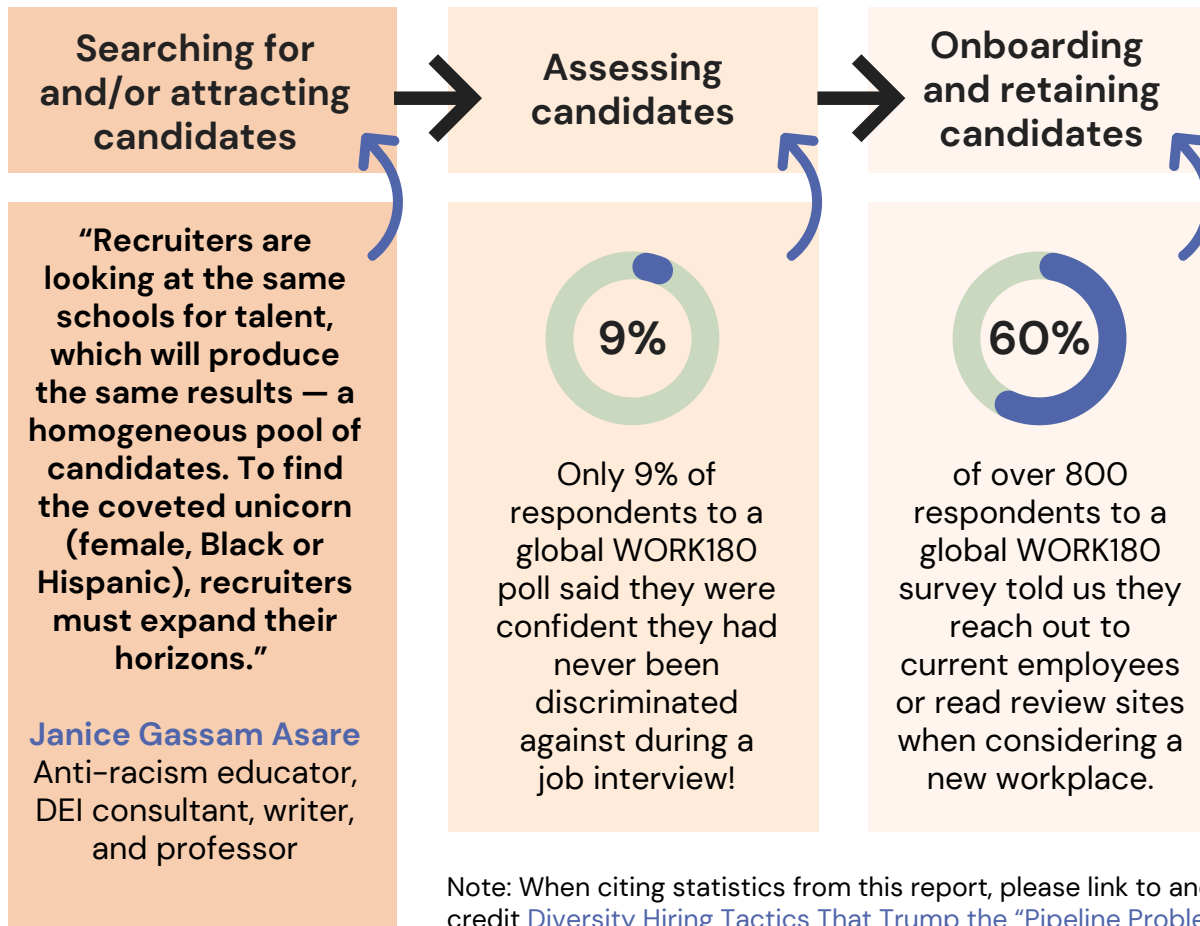 Searching for
and/or attracting
candidates
Assessing
candidates
Onboarding
and retaining
candidates
“Recruiters are
looking at the same
schools for talent,
which will produce
the same results — a
homogeneous pool of
candidates. To find
the coveted unicorn
(female, Black or
Hispanic), recruiters
must expand their
horizons.”
Janice Gassam Asare
Anti-racism educator,
DEI consultant, writer,
and professor
9%
Only 9% of
respondents to a
global WORK180
poll said they were
confident they had
never been
discriminated
against during a
job interview!
60%
of over 800
respondents to a
global WORK180
survey told us they
reach out to
current employees
or read review sites
when considering a
new workplace.
Note: When citing statistics from this report, please link to
credit Diversity Hiring Tactics That Trump the “Pipeline